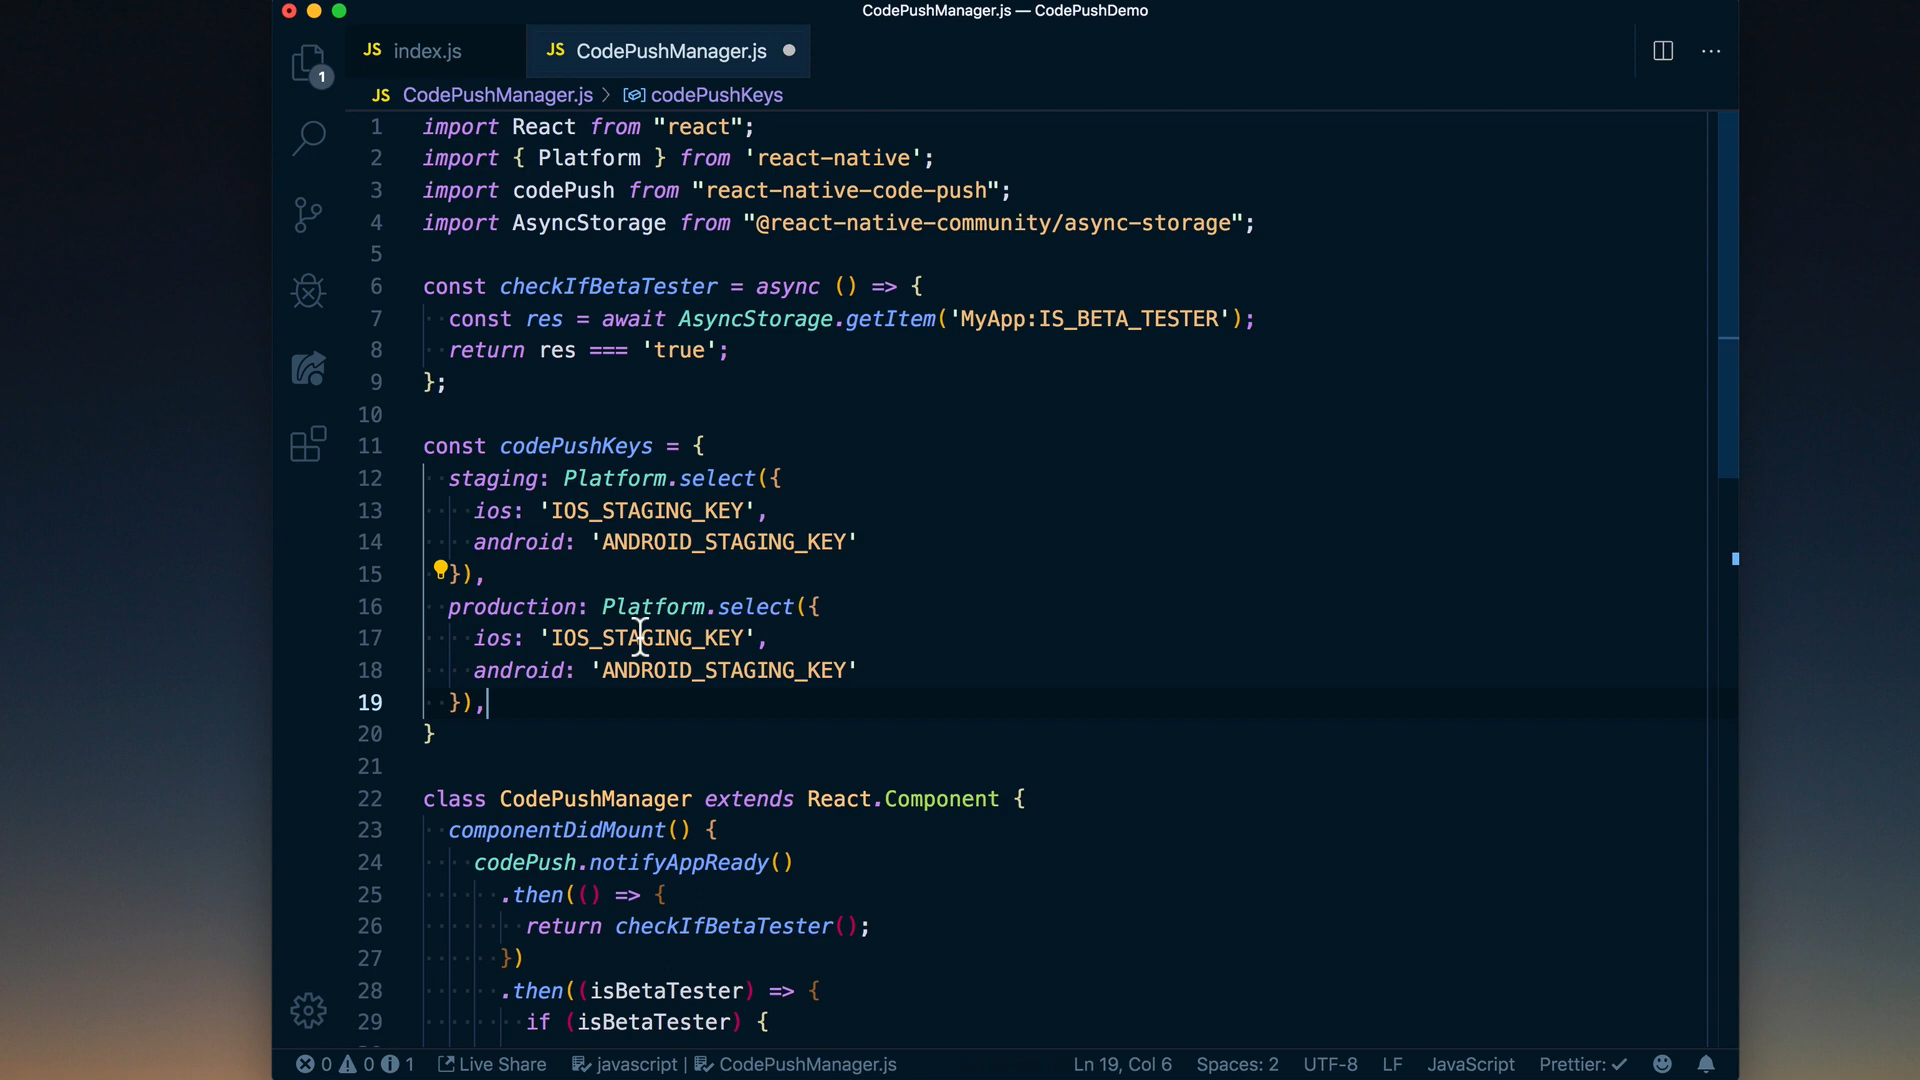 CodePushManager.js — CodePushDemo
JS index.js
JS CodePushManager.js
1
JS CodePushManager.js > codePushKeys
1 import React from "react";
2 import { Platform } from 'react-native';
3 import codePush from "react-native-code-push";
4 import AsyncStorage from "@react-native-community/async-storage";
5
6 const checkIfBetaTester = async () => {
7 const res = await AsyncStorage.getItem('MyApp:IS_BETA_TESTER');
8 return res === 'true';
9 };
10
11 const codePushKeys = {
12 staging: Platform.select({
13 ios: 'IOS_STAGING_KEY',
14 android: 'ANDROID_STAGING_KEY'
15 }),
16 production: Platform.select({
17 ios: 'IOS_STAGING_KEY',
18 android: 'ANDROID_STAGING_KEY'
19 }),
20 }
21
22 class CodePushManager extends React.Component {
23 componentDidMount() {
24 codePush.notifyAppReady()
25 .then(() => {
26 return checkIfBetaTester();
27 })
28 .then((isBetaTester) => {
29 if (isBetaTester) {
0 0 1 Live Share javascript | CodePushManager.js Ln 19, Col 6 Spaces: 2 UTF-8 LF JavaScript Prettier: ✓